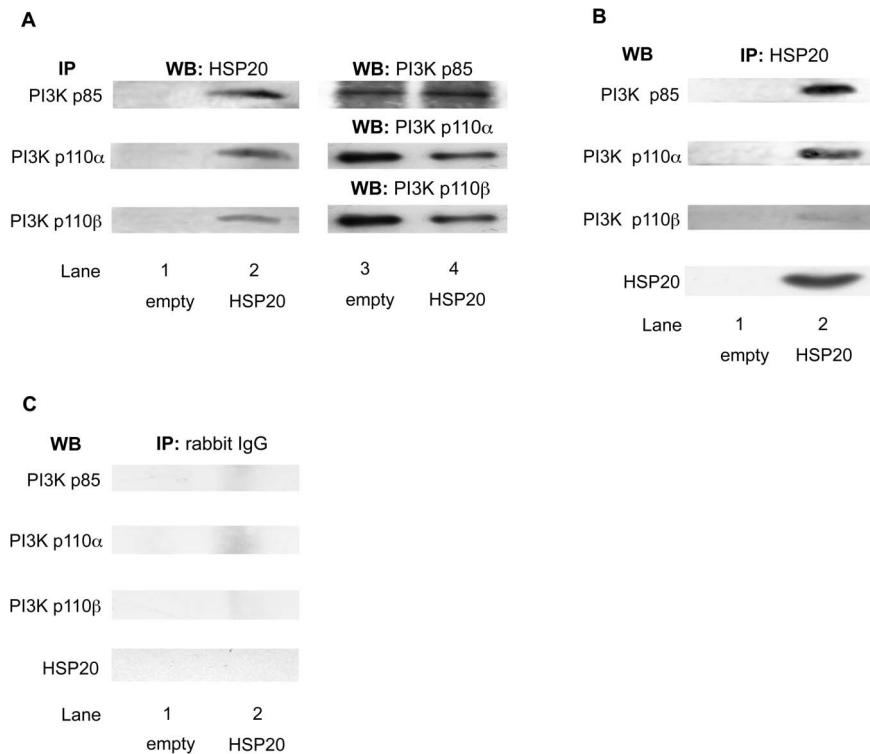 A
IP WB: HSP20 WB: PI3K p85
PI3K p85
WB: PI3K p110α
PI3K p110α
WB: PI3K p110β
PI3K p110β
Lane 1 2 3 4
empty HSP20 empty HSP20
B
WB IP: HSP20
PI3K p85
PI3K p110α
PI3K p110β
HSP20
Lane 1 2
empty HSP20
C
WB IP: rabbit IgG
PI3K p85
PI3K p110α
PI3K p110β
HSP20
Lane 1 2
empty HSP20